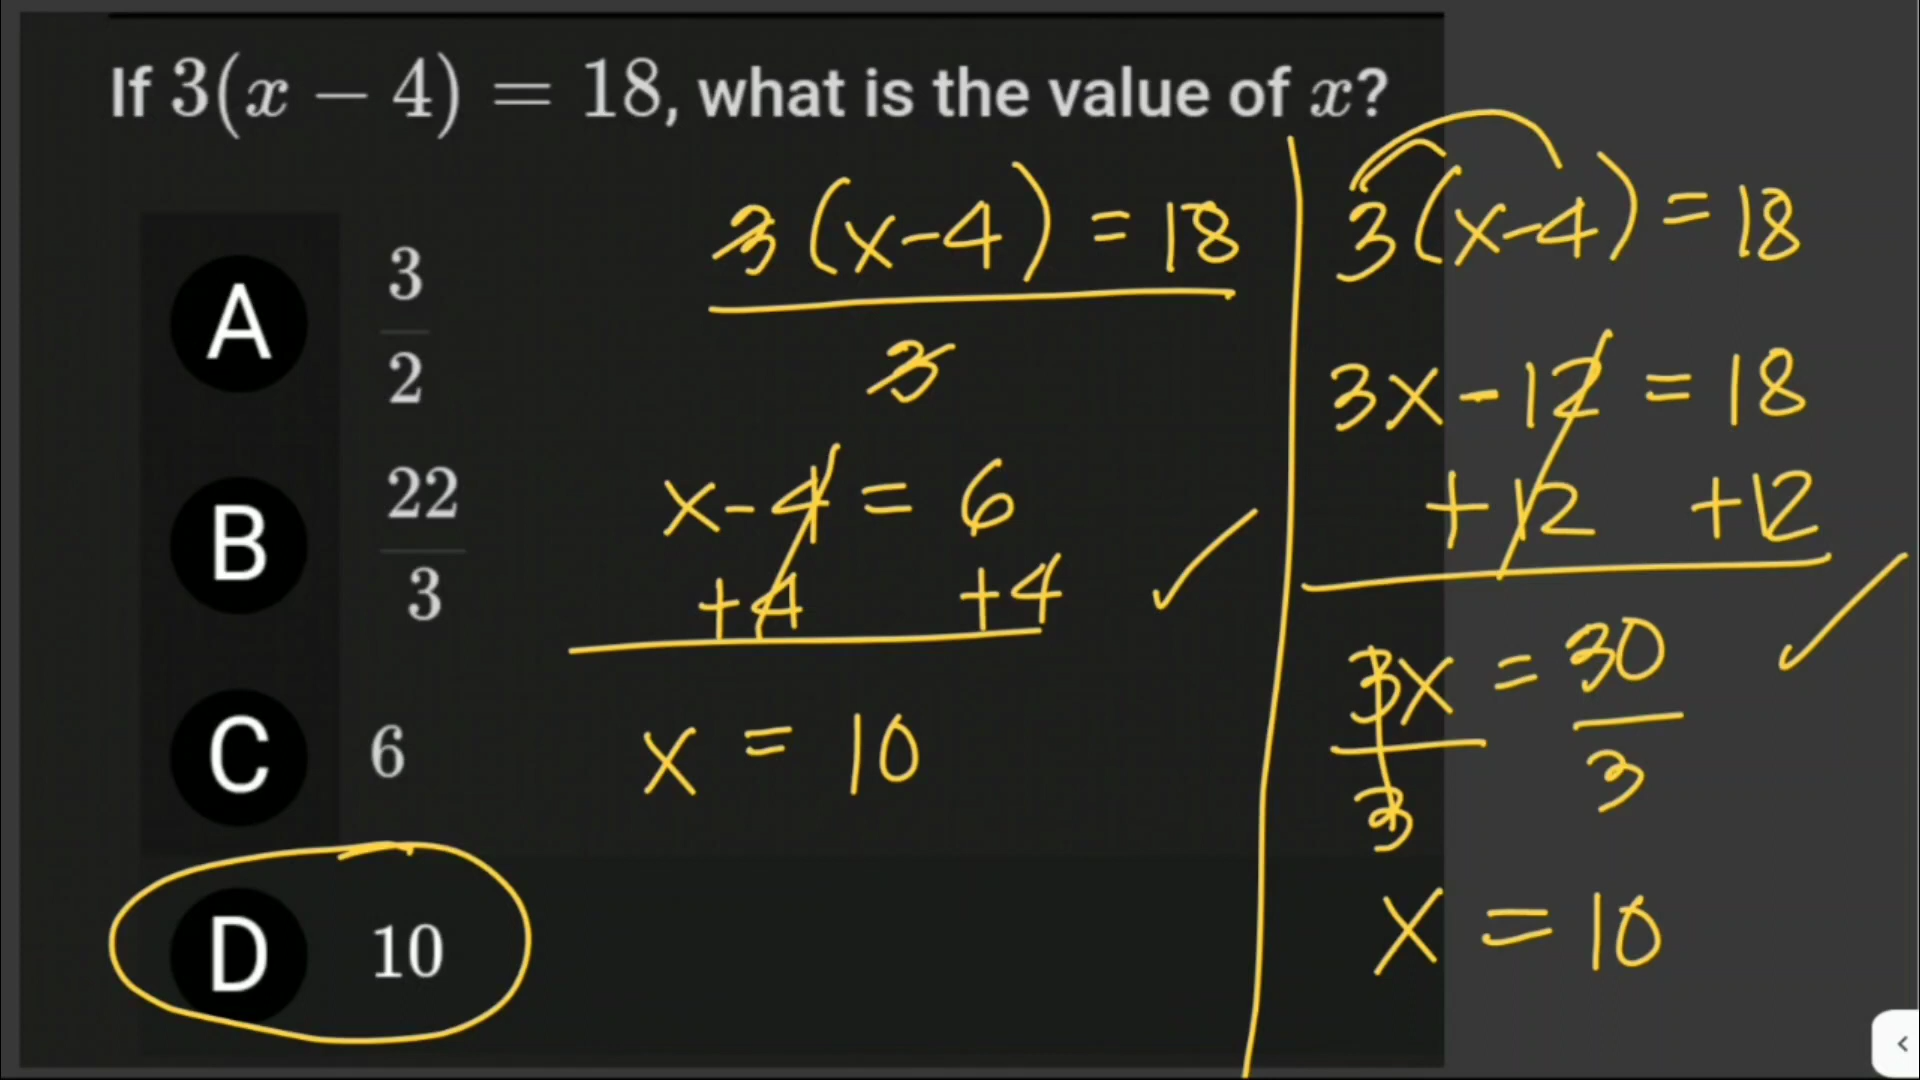 If 3(x − 4) = 18, what is the value of x?
A 3/2
B 22/3
C 6
D 10
3(x-4) = 18
3
x-4 = 6
+4 +4
x = 10
3(x-4) = 18
3x-12 = 18
+12 +12
3x = 30
3 3
x = 10
<